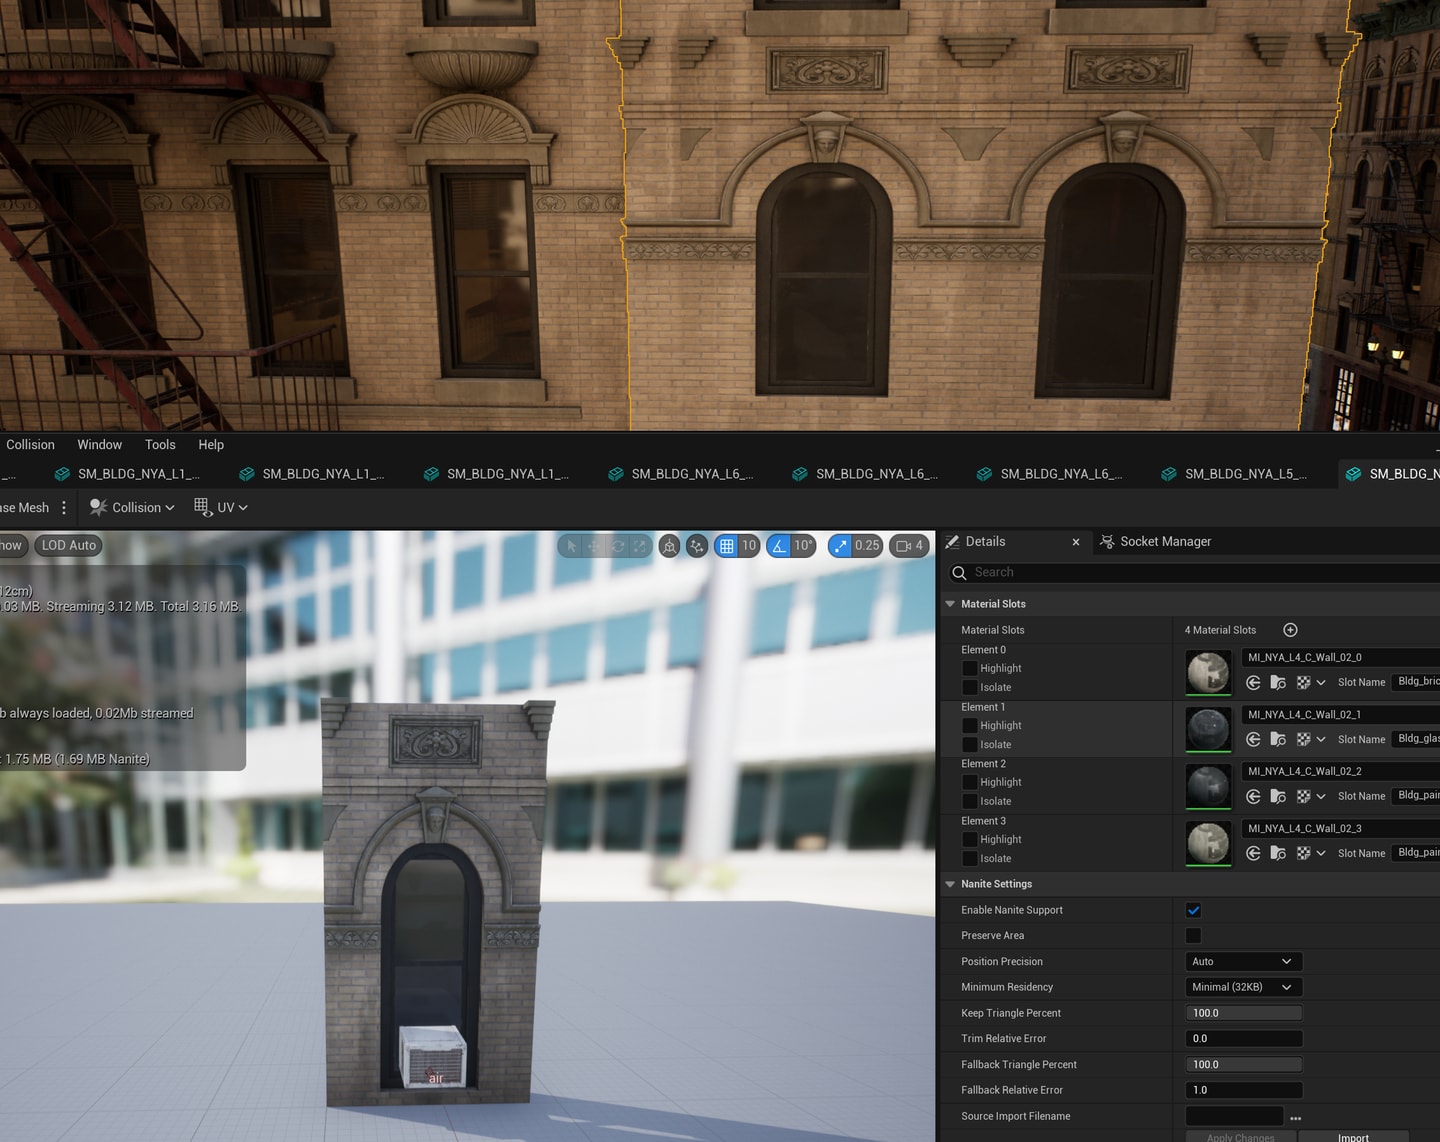 Collision Window Tools Help
_... SM_BLDG_NYA_L1_... SM_BLDG_NYA_L1_... SM_BLDG_NYA_L1_... SM_BLDG_NYA_L6_... SM_BLDG_NYA_L6_... SM_BLDG_NYA_L6_... SM_BLDG_NYA_L5_... SM_BLDG_N
ase Mesh Collision UV
how LOD Auto 10 10° 0.25 4
12cm)
.03 MB. Streaming 3.12 MB. Total 3.16 MB.
b always loaded, 0.02Mb streamed
: 1.75 MB (1.69 MB Nanite)
air
Details × Socket Manager
Search
Material Slots
Material Slots 4 Material Slots
Element 0
Highlight
Isolate
MI_NYA_L4_C_Wall_02_0
Slot Name Bldg_bric
Element 1
Highlight
Isolate
MI_NYA_L4_C_Wall_02_1
Slot Name Bldg_glas
Element 2
Highlight
Isolate
MI_NYA_L4_C_Wall_02_2
Slot Name Bldg_pain
Element 3
Highlight
Isolate
MI_NYA_L4_C_Wall_02_3
Slot Name Bldg_pain
Nanite Settings
Enable Nanite Support
Preserve Area
Position Precision Auto
Minimum Residency Minimal (32KB)
Keep Triangle Percent 100.0
Trim Relative Error 0.0
Fallback Triangle Percent 100.0
Fallback Relative Error 1.0
Source Import Filename ...
Apply Changes Import